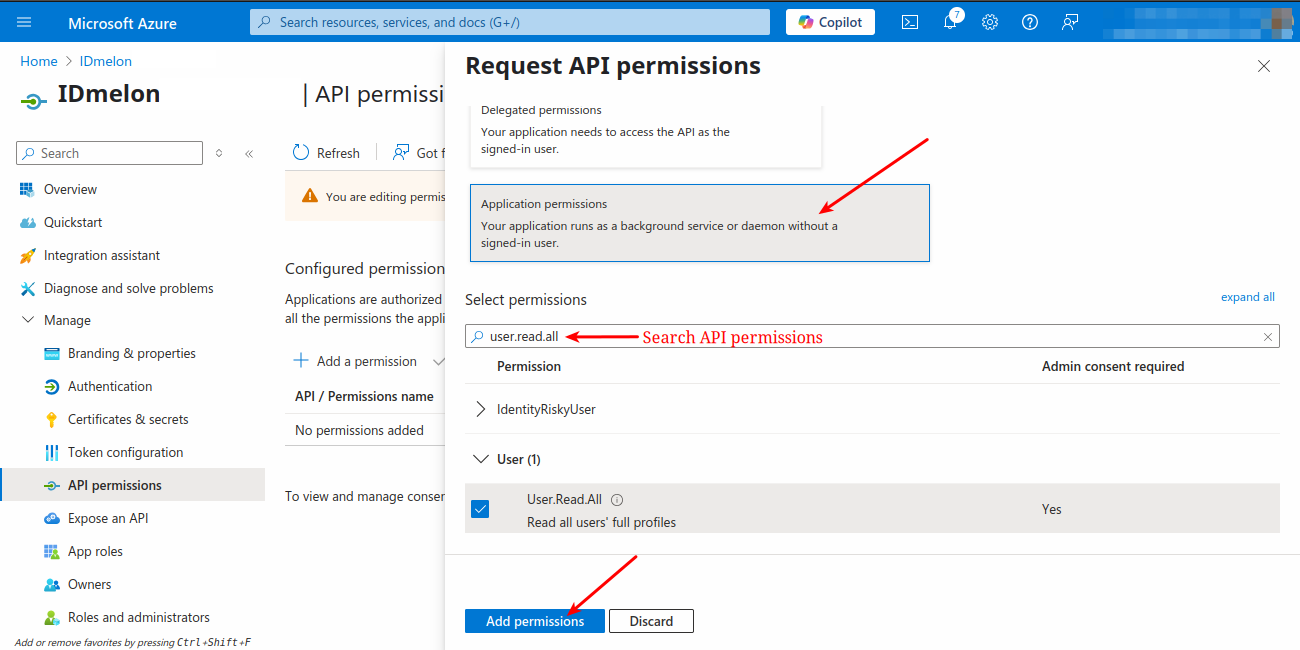 Microsoft Azure
Search resources, services, and docs (G+/)
Copilot
7
Home > IDmelon
IDmelon
| API permissi
Search
Refresh
Got f
You are editing permis
Overview
Quickstart
Integration assistant
Diagnose and solve problems
Manage
Branding & properties
Authentication
Certificates & secrets
Token configuration
API permissions
Expose an API
App roles
Owners
Roles and administrators
Add or remove favorites by pressing Ctrl+Shift+F
Configured permission
Applications are authorized
all the permissions the appli
Add a permission
API / Permissions name
No permissions added
To view and manage conser
Request API permissions
Delegated permissions
Your application needs to access the API as the
signed-in user.
Application permissions
Your application runs as a background service or daemon without a
signed-in user.
Select permissions
expand all
user.read.all
Search API permissions
Permission
Admin consent required
IdentityRiskyUser
User (1)
User.Read.All
Read all users' full profiles
Yes
Add permissions
Discard